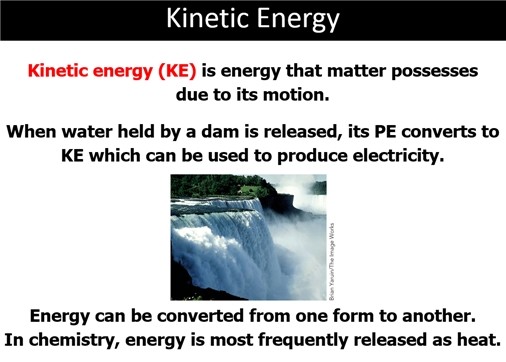 Kinetic Energy
Kinetic energy (KE) is energy that matter possesses
due to its motion.
When water held by a dam is released, its PE converts to
KE which can be used to produce electricity.
Brian Yarvin/The Image Works
Energy can be converted from one form to another.
In chemistry, energy is most frequently released as heat.